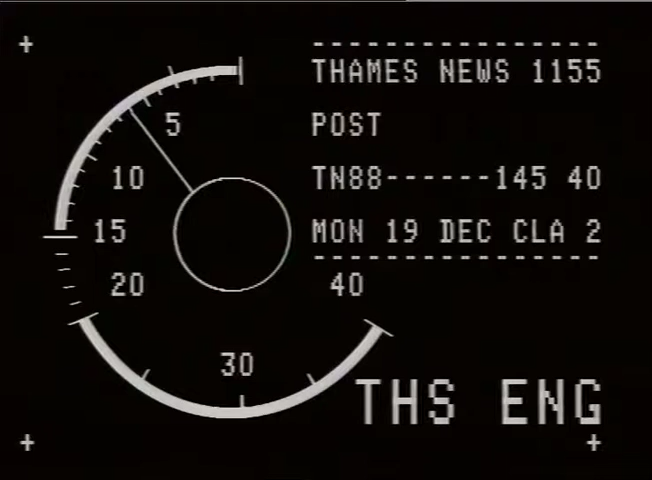 THAMES NEWS 1155
POST
TN88------145 40
MON 19 DEC CLA 2
5
10
15
20
30
40
THS ENG